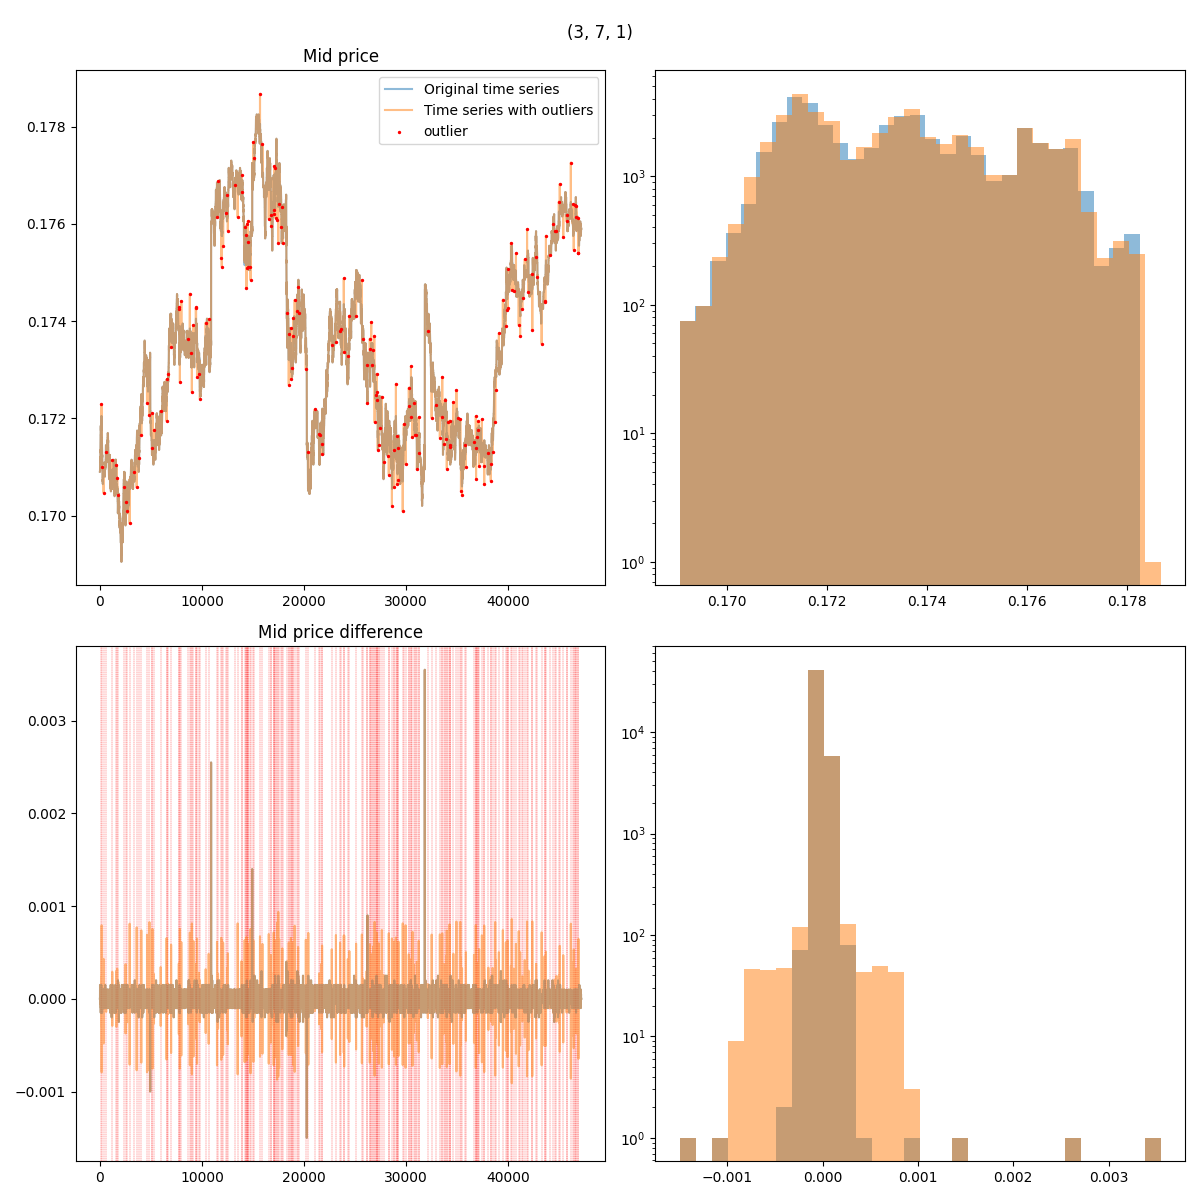 (3, 7, 1)
Mid price
Original time series
Time series with outliers
outlier
0.178
0.176
0.174
0.172
0.170
0 10000 20000 30000 40000
10³
10²
10¹
10⁰
0.170 0.172 0.174 0.176 0.178
Mid price difference
0.003
0.002
0.001
0.000
−0.001
0 10000 20000 30000 40000
10⁴
10³
10²
10¹
10⁰
−0.001 0.000 0.001 0.002 0.003